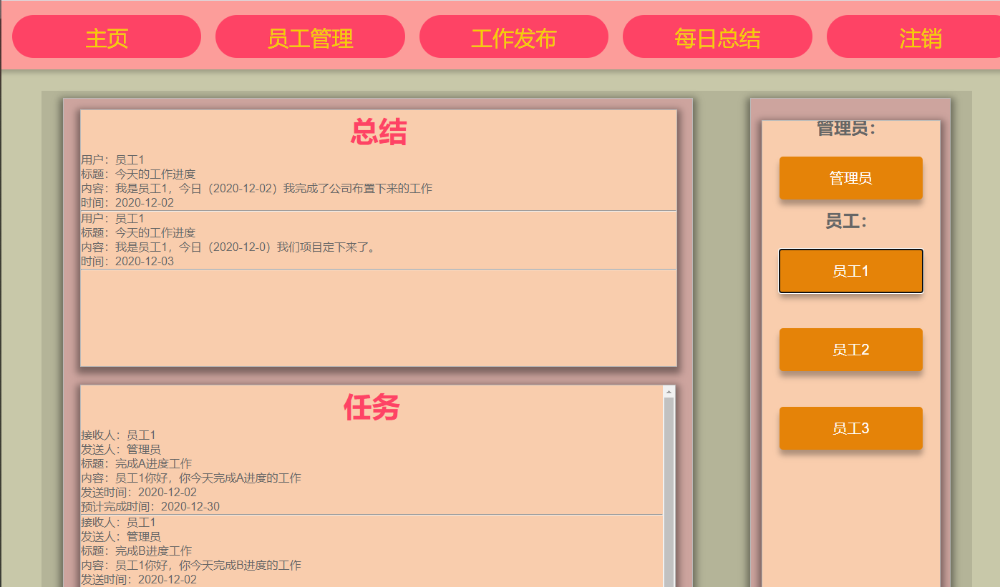 主页
员工管理
工作发布
每日总结
注销
总结
用户：员工1
标题：今天的工作进度
内容：我是员工1，今日（2020-12-02）我完成了公司布置下来的工作
时间：2020-12-02
用户：员工1
标题：今天的工作进度
内容：我是员工1，今日（2020-12-0）我们项目定下来了。
时间：2020-12-03
任务
接收人：员工1
发送人：管理员
标题：完成A进度工作
内容：员工1你好，你今天完成A进度的工作
发送时间：2020-12-02
预计完成时间：2020-12-30
接收人：员工1
发送人：管理员
标题：完成B进度工作
内容：员工1你好，你今天完成B进度的工作
发送时间：2020-12-02
管理员：
管理员
员工：
员工1
员工2
员工3